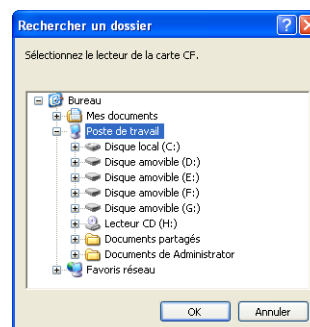 Rechercher un dossier
Sélectionnez le lecteur de la carte CF.
Bureau
Mes documents
Poste de travail
Disque local (C:)
Disque amovible (D:)
Disque amovible (E:)
Disque amovible (F:)
Disque amovible (G:)
Lecteur CD (H:)
Documents partagés
Documents de Administrator
Favoris réseau
OK Annuler